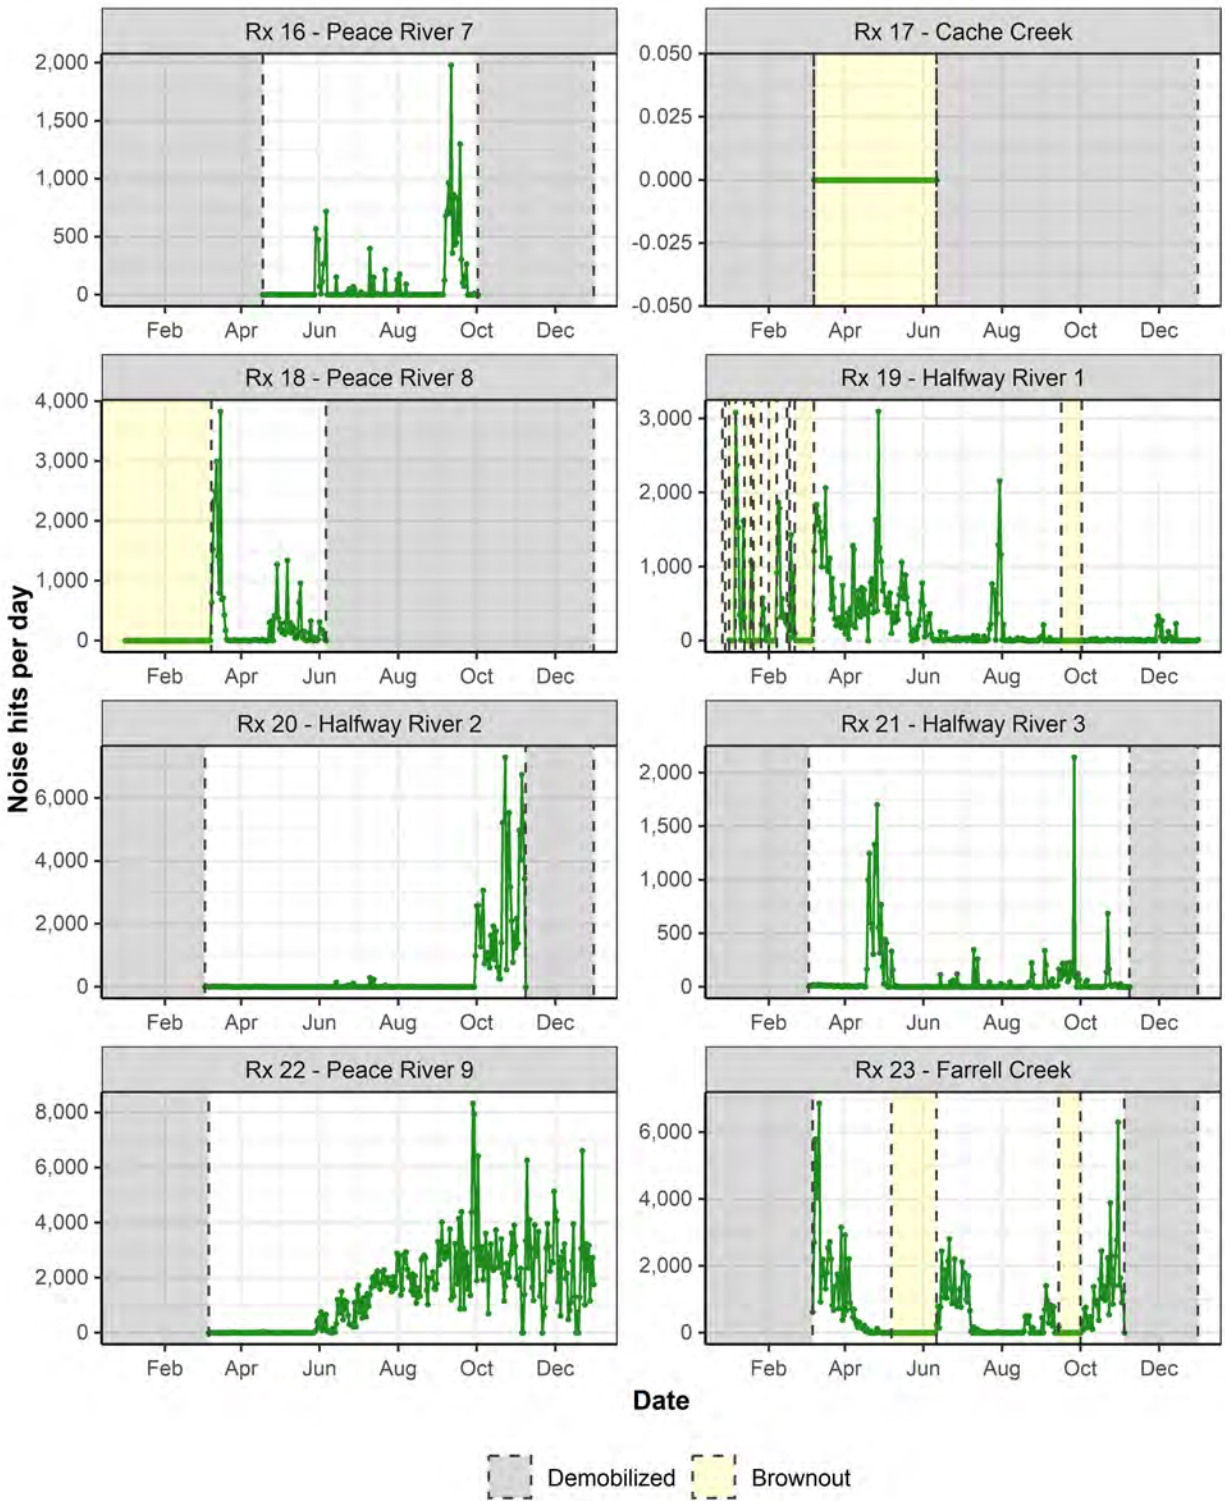 Rx 16 - Peace River 7
Rx 17 - Cache Creek
2,000
1,500
1,000
500
0
0.050
0.025
0.000
-0.025
-0.050
Feb Apr Jun Aug Oct Dec
Feb Apr Jun Aug Oct Dec
Rx 18 - Peace River 8
Rx 19 - Halfway River 1
4,000
3,000
2,000
1,000
0
3,000
2,000
1,000
0
Feb Apr Jun Aug Oct Dec
Feb Apr Jun Aug Oct Dec
Noise hits per day
Rx 20 - Halfway River 2
Rx 21 - Halfway River 3
6,000
4,000
2,000
0
2,000
1,500
1,000
500
0
Feb Apr Jun Aug Oct Dec
Feb Apr Jun Aug Oct Dec
Rx 22 - Peace River 9
Rx 23 - Farrell Creek
8,000
6,000
4,000
2,000
0
6,000
4,000
2,000
0
Feb Apr Jun Aug Oct Dec
Feb Apr Jun Aug Oct Dec
Date
Demobilized Brownout